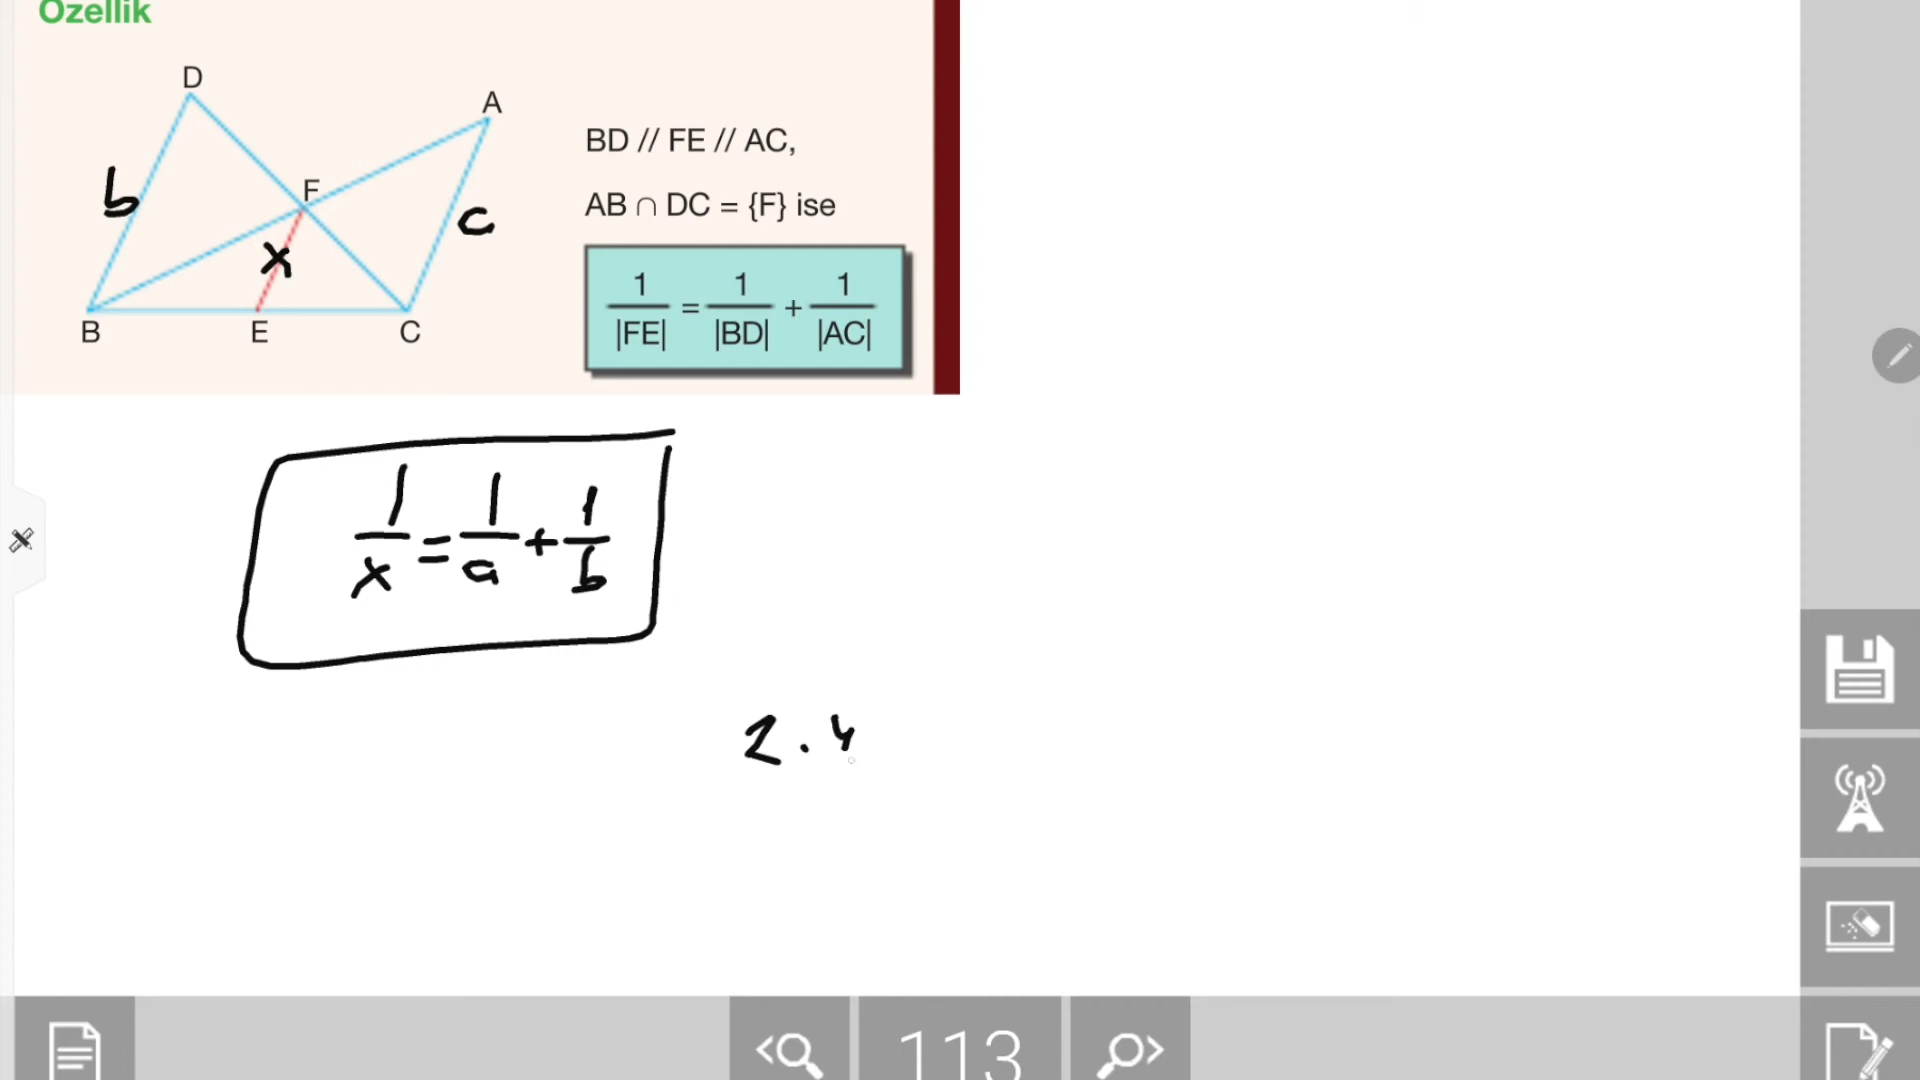 Özellik
D
A
b
F
c
x
B
E
C
BD // FE // AC,
AB ∩ DC = {F} ise
1/|FE| = 1/|BD| + 1/|AC|
1/x = 1/a + 1/b
2 . 4
113